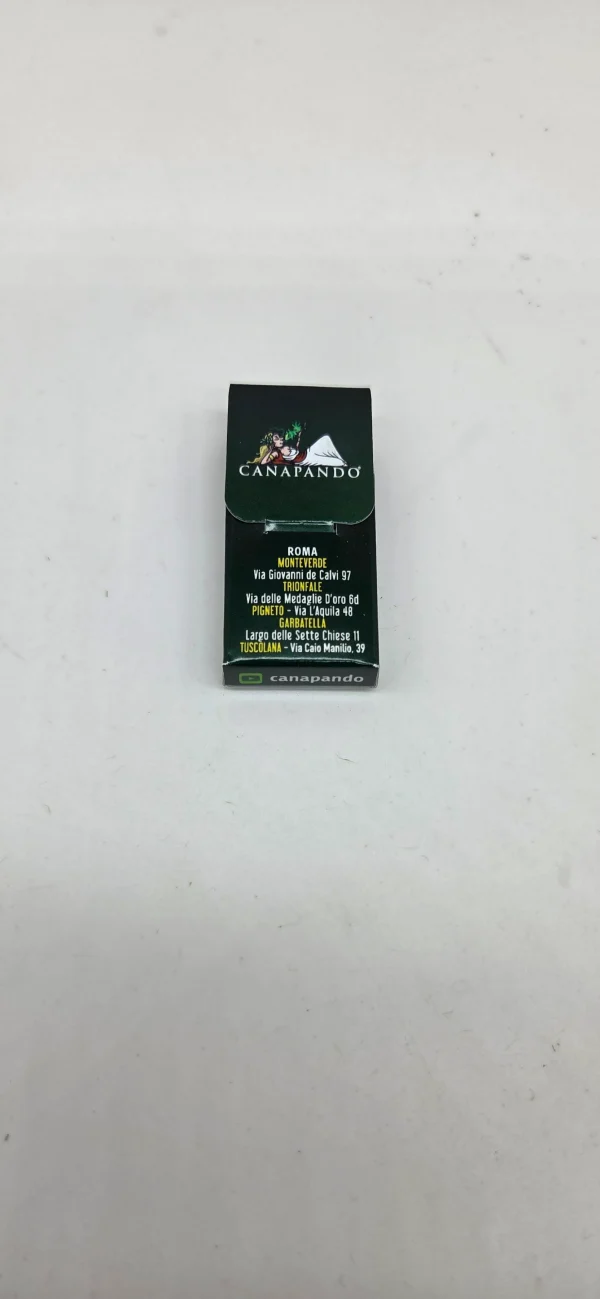 CANAPANDO®
ROMA
MONTEVERDE
Via Giovanni de Calvi 97
TRIONFALE
Via delle Medaglie D'oro 6d
PIGNETO - Via L'Aquila 48
GARBATELLA
Largo delle Sette Chiese 11
TUSCOLANA - Via Caio Manilio, 39
canapando